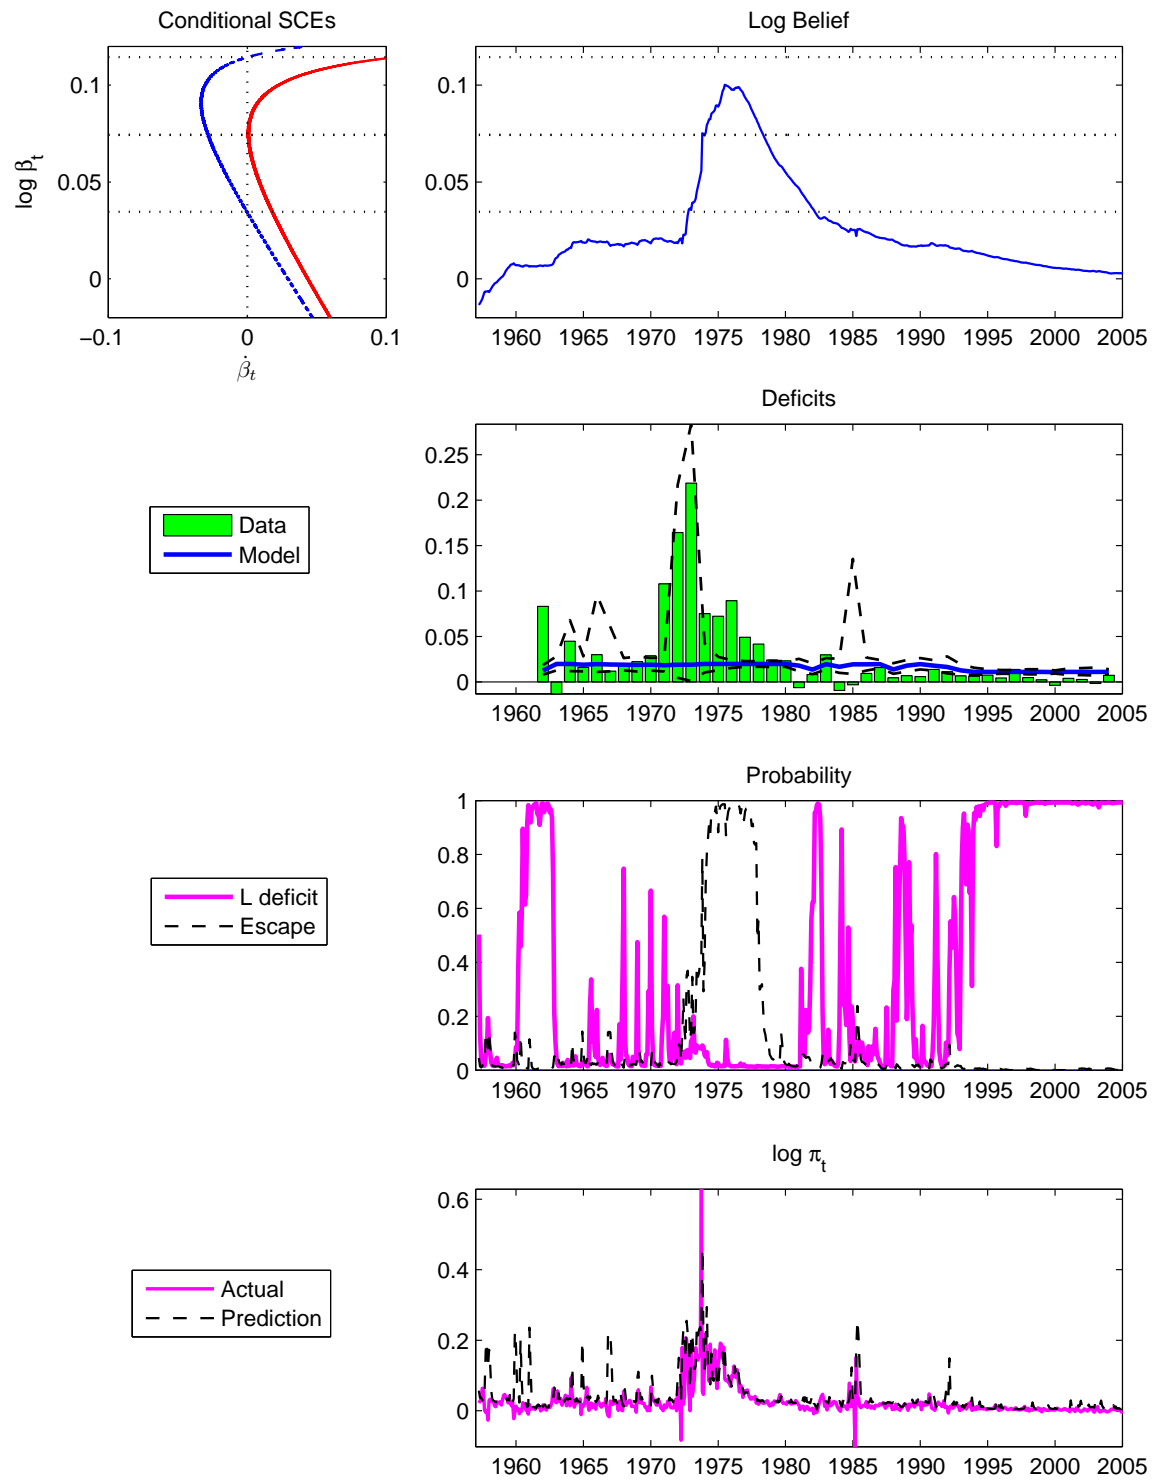 Conditional SCEs
Log Belief
0.1
0.05
0
log β_t
−0.1 0 0.1
β̇_t
0.1
0.05
0
1960 1965 1970 1975 1980 1985 1990 1995 2000 2005
Deficits
Data
Model
0.25
0.2
0.15
0.1
0.05
0
1960 1965 1970 1975 1980 1985 1990 1995 2000 2005
Probability
L deficit
Escape
1
0.8
0.6
0.4
0.2
0
1960 1965 1970 1975 1980 1985 1990 1995 2000 2005
log π_t
Actual
Prediction
0.6
0.4
0.2
0
1960 1965 1970 1975 1980 1985 1990 1995 2000 2005